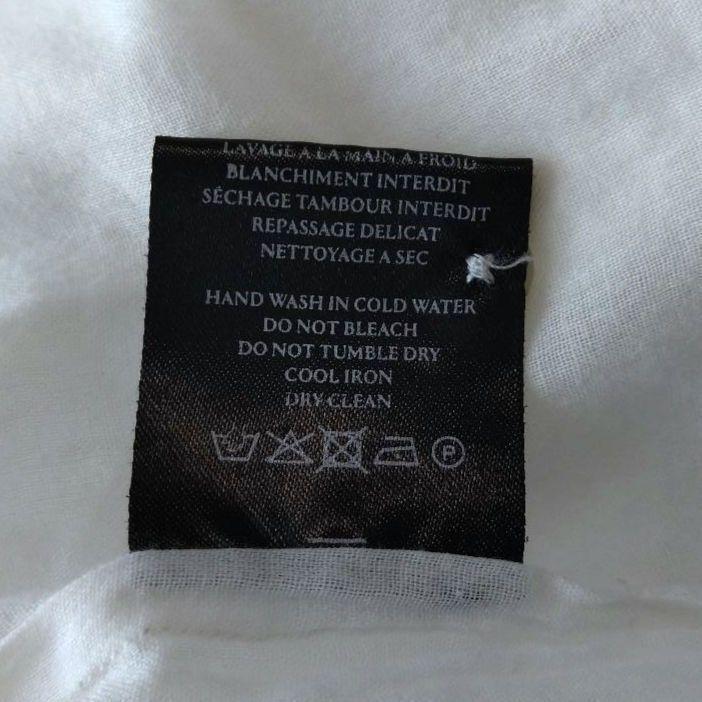 LAVAGE A LA MAIN A FROID
BLANCHIMENT INTERDIT
SÉCHAGE TAMBOUR INTERDIT
REPASSAGE DELICAT
NETTOYAGE A SEC
HAND WASH IN COLD WATER
DO NOT BLEACH
DO NOT TUMBLE DRY
COOL IRON
DRY CLEAN
P